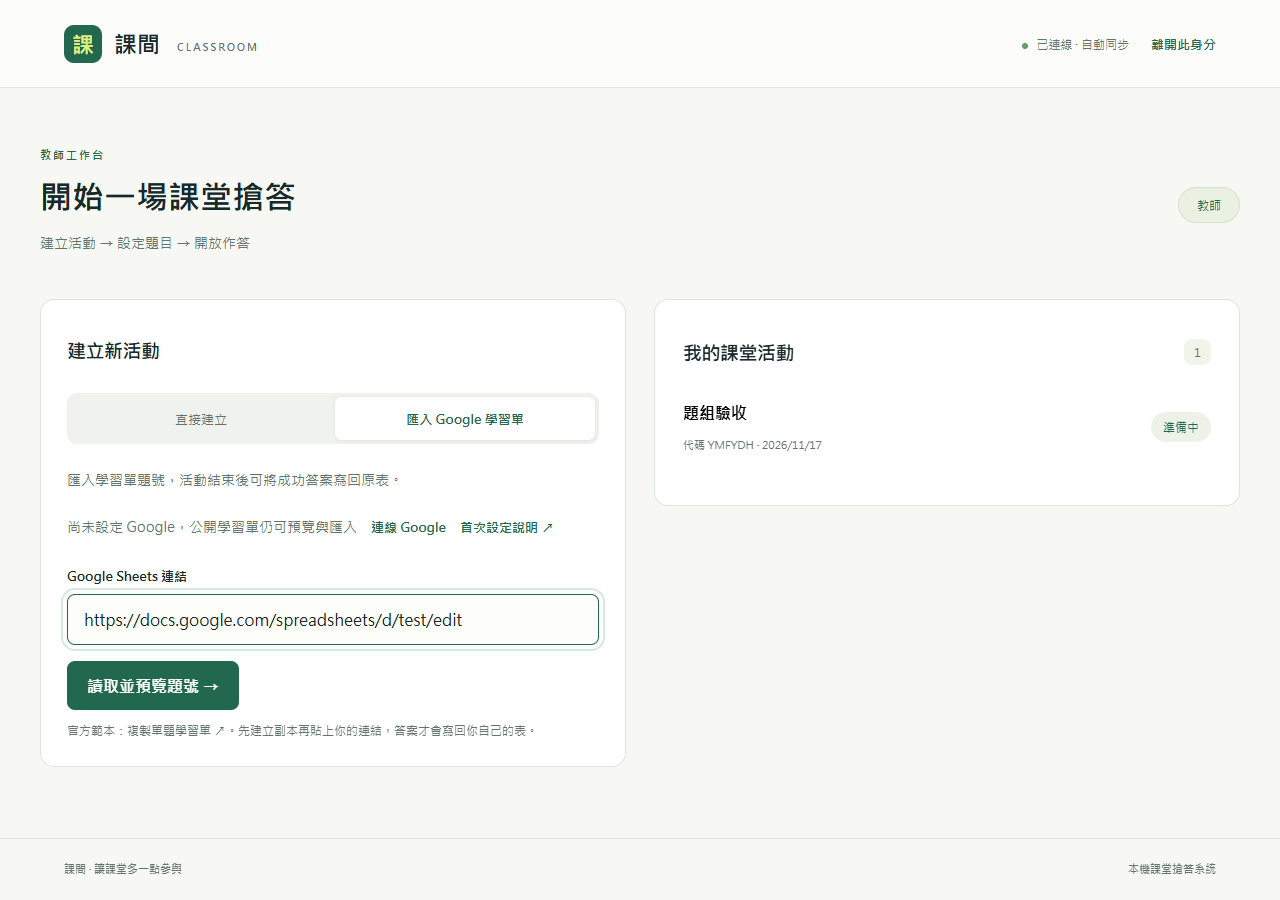 課 課間 CLASSROOM
已連線 · 自動同步 離開此身分
教師工作台
開始一場課堂搶答
教師
建立活動 → 設定題目 → 開放作答
建立新活動
直接建立 匯入 Google 學習單
匯入學習單題號，活動結束後可將成功答案寫回原表。
尚未設定 Google，公開學習單仍可預覽與匯入 連線 Google 首次設定說明 ↗
Google Sheets 連結
https://docs.google.com/spreadsheets/d/test/edit
讀取並預覽題號 →
官方範本：複製單題學習單 ↗。先建立副本再貼上你的連結，答案才會寫回你自己的表。
我的課堂活動 1
題組驗收
代碼 YMFYDH · 2026/11/17
準備中
課間 · 讓課堂多一點參與
本機課堂搶答系統